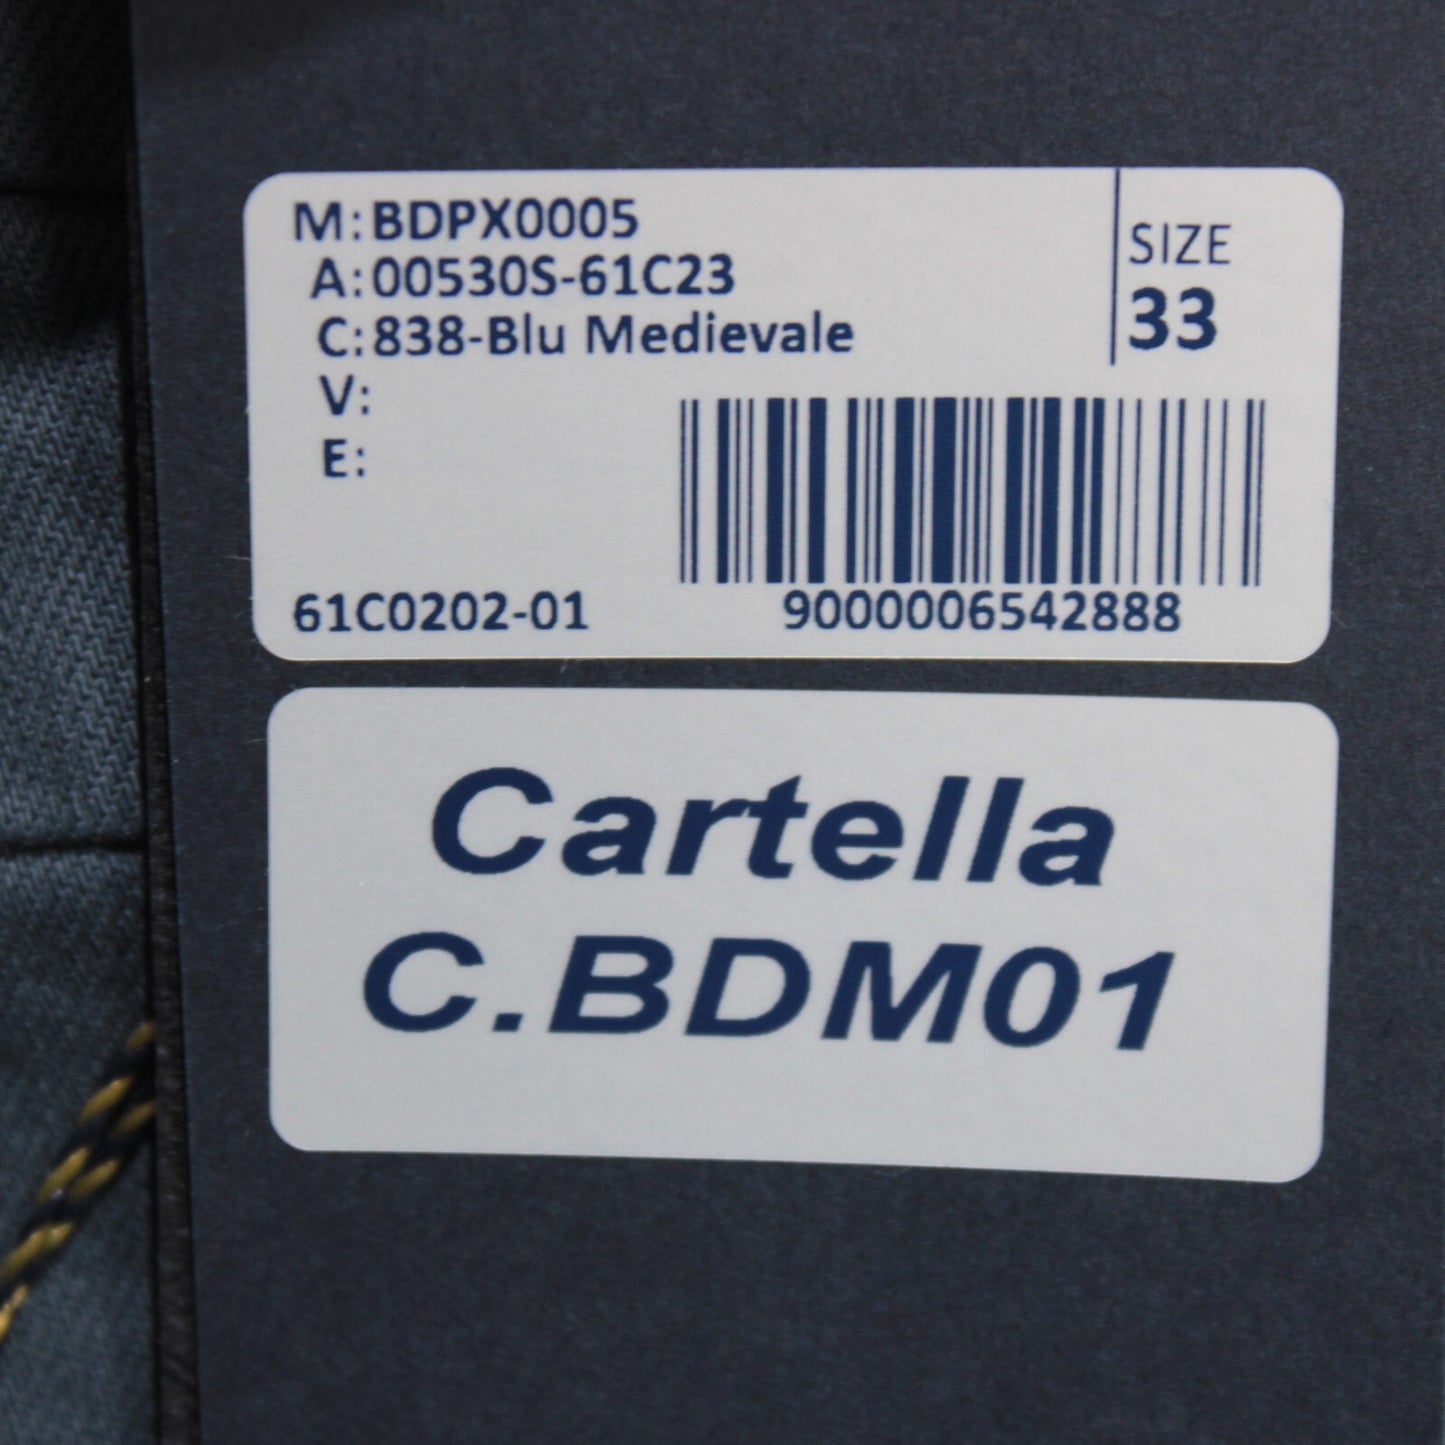 M: BDPX0005
A: 00530S-61C23
C: 838-Blu Medievale
V:
E:
SIZE
33
61C0202-01
9000006542888
Cartella
C.BDM01